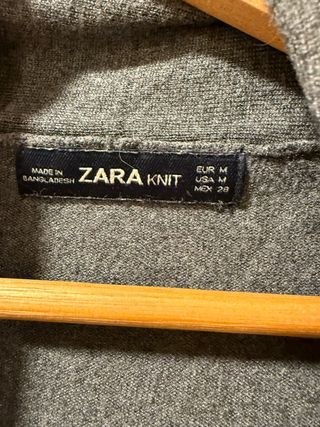 MADE IN
BANGLADESH
ZARA KNIT
EUR M
USA M
MEX 28